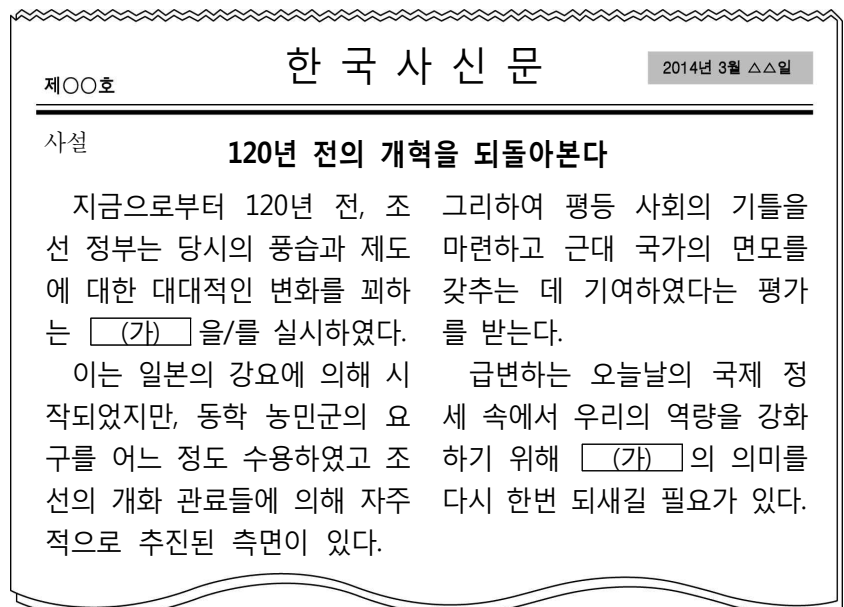 한 국 사 신 문
제○○호
2014년 3월 △△일
사설
120년 전의 개혁을 되돌아본다
지금으로부터 120년 전, 조
선 정부는 당시의 풍습과 제도
에 대한 대대적인 변화를 꾀하
는 (가) 을/를 실시하였다.
이는 일본의 강요에 의해 시
작되었지만, 동학 농민군의 요
구를 어느 정도 수용하였고 조
선의 개화 관료들에 의해 자주
적으로 추진된 측면이 있다.
그리하여 평등 사회의 기틀을
마련하고 근대 국가의 면모를
갖추는 데 기여하였다는 평가
를 받는다.
급변하는 오늘날의 국제 정
세 속에서 우리의 역량을 강화
하기 위해 (가) 의 의미를
다시 한번 되새길 필요가 있다.